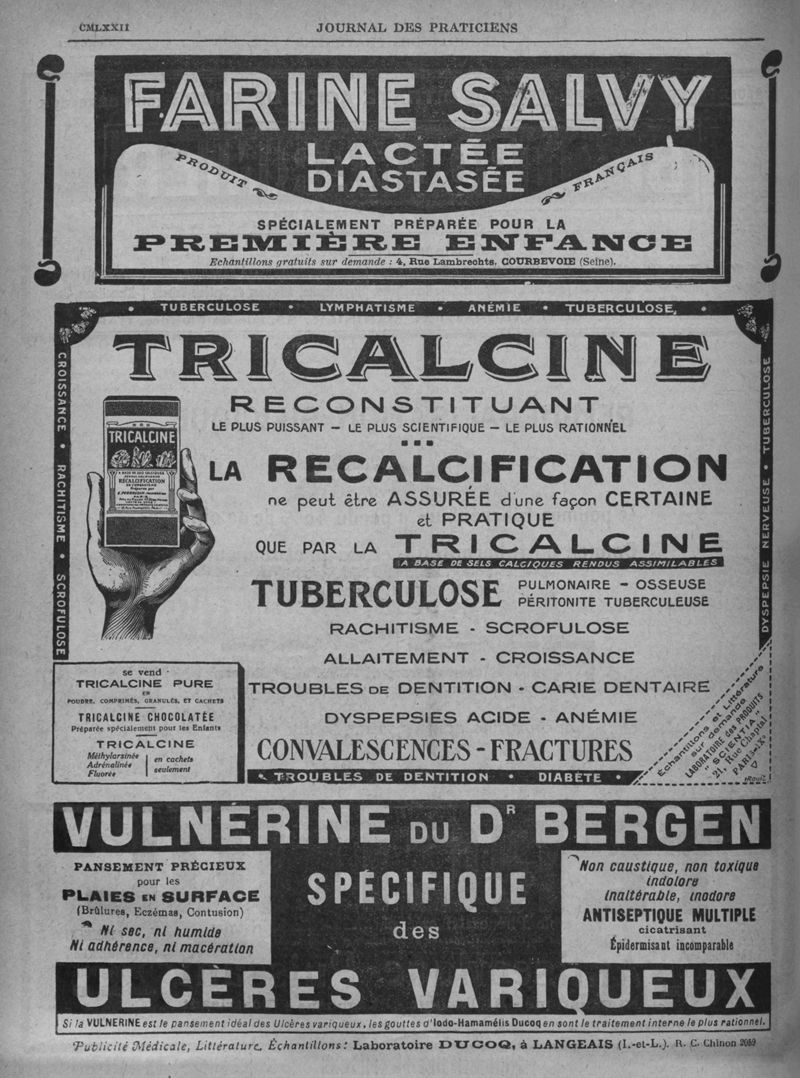 CMLXXII
JOURNAL DES PRATICIENS
FARINE SALVY
LACTÉE
DIASTASÉE
PRODUIT
FRANÇAIS
SPÉCIALEMENT PRÉPARÉE POUR LA
PREMIÈRE ENFANCE
Echantillons gratuits sur demande : 4, Rue Lambrechts, COURBEVOIE (Seine).
• TUBERCULOSE • LYMPHATISME • ANÉMIE • TUBERCULOSE, •
CROISSANCE • RACHITISME • SCROFULOSE
DYSPEPSIE NERVEUSE • TUBERCULOSE
TRICALCINE
RECONSTITUANT
LE PLUS PUISSANT — LE PLUS SCIENTIFIQUE — LE PLUS RATIONNEL
TRICALCINE
RECALCIFICATION
LA RECALCIFICATION
ne peut être ASSURÉE d'une façon CERTAINE
et PRATIQUE
QUE PAR LA TRICALCINE
A BASE DE SELS CALCIQUES RENDUS ASSIMILABLES
TUBERCULOSE PULMONAIRE - OSSEUSE
PÉRITONITE TUBERCULEUSE
RACHITISME - SCROFULOSE
ALLAITEMENT - CROISSANCE
TROUBLES DE DENTITION - CARIE DENTAIRE
DYSPEPSIES ACIDE - ANÉMIE
CONVALESCENCES - FRACTURES
• TROUBLES DE DENTITION • DIABÈTE •
se vend
TRICALCINE PURE
EN
POUDRE, COMPRIMÉS, GRANULÉS, ET CACHETS
TRICALCINE CHOCOLATÉE
Préparée spécialement pour les Enfants
TRICALCINE
Méthylarsinée
Adrénalinée
Fluorée
en cachets
seulement
Echantillons et Littérature
sur demande
LABORATOIRE des PRODUITS
" SCIENTIA "
21, Rue Chaptal
PARIS-IXe
VULNÉRINE DU DR BERGEN
PANSEMENT PRÉCIEUX
pour les
PLAIES EN SURFACE
(Brûlures, Eczémas, Contusion)
Ni sec, ni humide
Ni adhérence, ni macération
SPÉCIFIQUE
des
Non caustique, non toxique
indolore
inaltérable, inodore
ANTISEPTIQUE MULTIPLE
cicatrisant
Épidermisant incomparable
ULCÈRES VARIQUEUX
Si la VULNERINE est le pansement idéal des Ulcères variqueux, les gouttes d'Iodo-Hamamélis Ducoq en sont le traitement interne le plus rationnel.
Publicité Médicale, Littérature, Échantillons: Laboratoire DUCOQ, à LANGEAIS (I.-et-L.). R. C. Chinon 2059